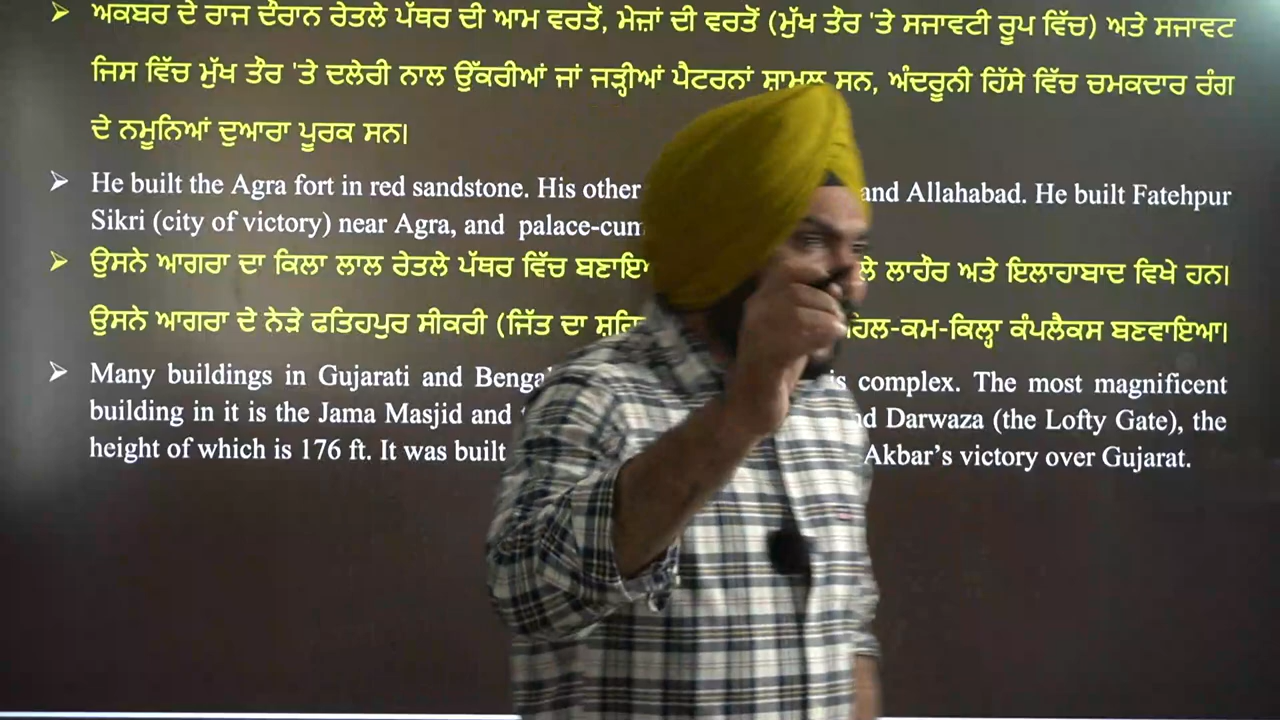 ਅਕਬਰ ਦੇ ਰਾਜ ਦੌਰਾਨ ਰੇਤਲੇ ਪੱਥਰ ਦੀ ਆਮ ਵਰਤੋਂ, ਮੇਜ਼ਾਂ ਦੀ ਵਰਤੋਂ (ਮੁੱਖ ਤੌਰ 'ਤੇ ਸਜਾਵਟੀ ਰੂਪ ਵਿੱਚ) ਅਤੇ ਸਜਾਵਟ
ਜਿਸ ਵਿੱਚ ਮੁੱਖ ਤੌਰ 'ਤੇ ਦਲੇਰੀ ਨਾਲ ਉੱਕਰੀਆਂ ਜਾਂ ਜੜ੍ਹੀਆਂ ਪੈਟਰਨਾਂ ਸ਼ਾਮਲ ਸਨ, ਅੰਦਰੂਨੀ ਹਿੱਸੇ ਵਿੱਚ ਚਮਕਦਾਰ ਰੰਗ
ਦੇ ਨਮੂਨਿਆਂ ਦੁਆਰਾ ਪੂਰਕ ਸਨ।
He built the Agra fort in red sandstone. His other and Allahabad. He built Fatehpur
Sikri (city of victory) near Agra, and palace-cum
ਉਸਨੇ ਆਗਰਾ ਦਾ ਕਿਲਾ ਲਾਲ ਰੇਤਲੇ ਪੱਥਰ ਵਿੱਚ ਲਾਹੌਰ ਅਤੇ ਇਲਾਹਾਬਾਦ ਵਿਖੇ ਹਨ।
ਉਸਨੇ ਆਗਰਾ ਦੇ ਨੇੜੇ ਫਤਿਹਪੁਰ ਸੀਕਰੀ (ਜਿੱਤ ਦਾ ਕਮ-ਕਿਲ੍ਹਾ ਕੰਪਲੈਕਸ ਬਣਵਾਇਆ।
Many buildings in Gujarati and complex. The most magnificent
building in it is the Jama Masjid and Darwaza (the Lofty Gate), the
height of which is 176 ft. It was built Akbar's victory over Gujarat.